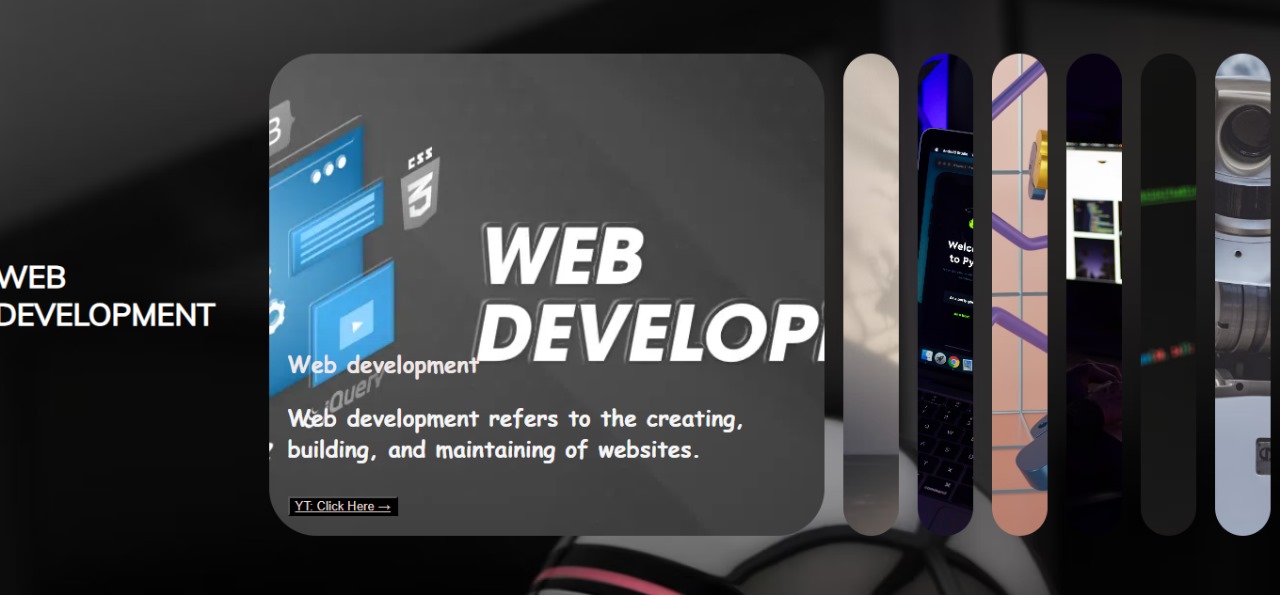 WEB
DEVELOPMENT
CSS
3
WEB
DEVELOP
Web development
jQuery
Web development refers to the creating,
building, and maintaining of websites.
YT: Click Here →
Welc
to Py